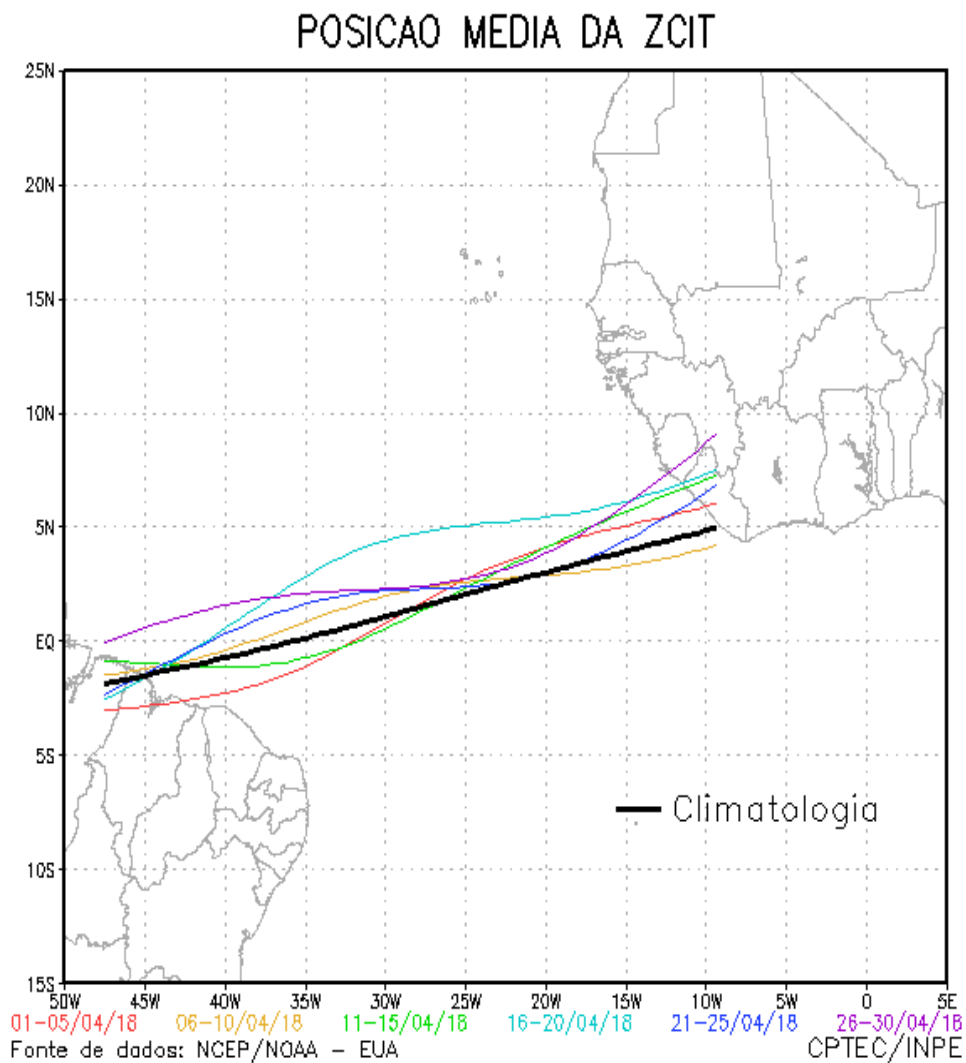 POSICAO MEDIA DA ZCIT
25N
20N
15N
10N
5N
EQ
5S
10S
15S
Climatologia
50W 45W 40W 35W 30W 25W 20W 15W 10W 5W 0 5E
01-05/04/18 06-10/04/18 11-15/04/18 16-20/04/18 21-25/04/18 26-30/04/18
Fonte de dados: NCEP/NOAA - EUA CPTEC/INPE